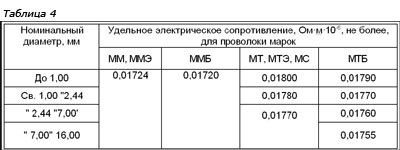 Таблица 4
Номинальный диаметр, мм
Удельное электрическое сопротивление, Ом·м·10⁻⁶, не более,
для проволоки марок
ММ, ММЭ ММБ МТ, МТЭ, МС МТБ
До 1,00 0,01724 0,01720 0,01800 0,01790
Св. 1,00 "2,44 0,01780 0,01770
" 2,44 "7,00' 0,01770 0,01760
" 7,00" 16,00 0,01755